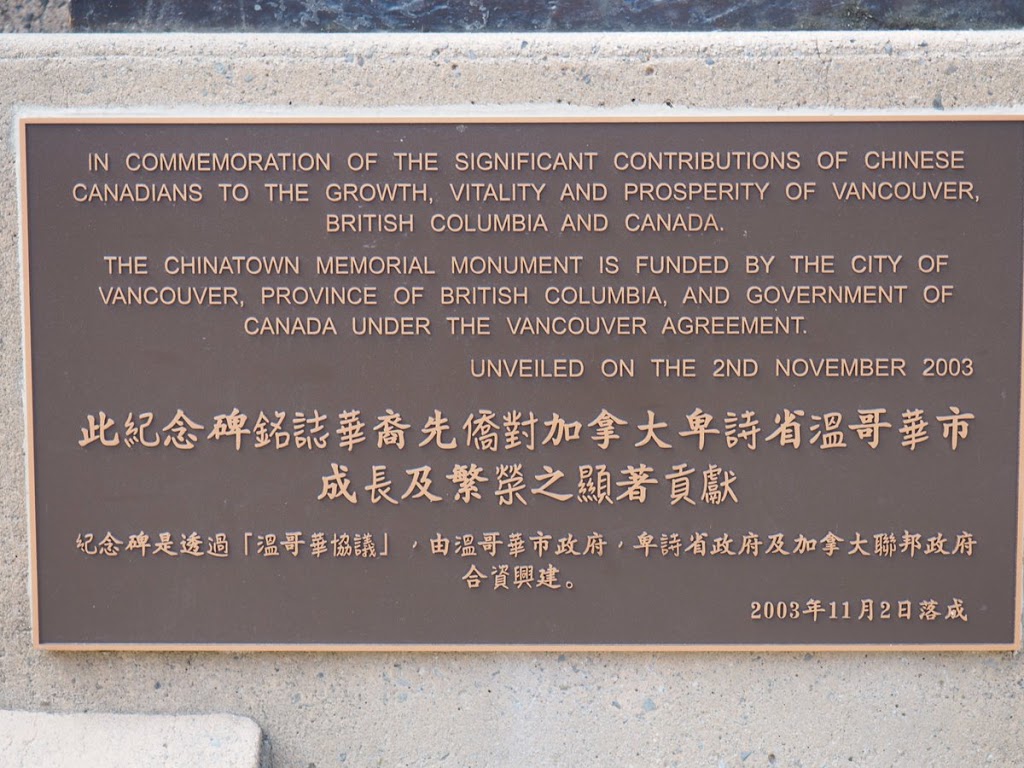 IN COMMEMORATION OF THE SIGNIFICANT CONTRIBUTIONS OF CHINESE
CANADIANS TO THE GROWTH, VITALITY AND PROSPERITY OF VANCOUVER,
BRITISH COLUMBIA AND CANADA.
THE CHINATOWN MEMORIAL MONUMENT IS FUNDED BY THE CITY OF
VANCOUVER, PROVINCE OF BRITISH COLUMBIA, AND GOVERNMENT OF
CANADA UNDER THE VANCOUVER AGREEMENT.
UNVEILED ON THE 2ND NOVEMBER 2003
此紀念碑銘誌華裔先僑對加拿大卑詩省溫哥華市
成長及繁榮之顯著貢獻
紀念碑是透過「溫哥華協議」，由溫哥華市政府，卑詩省政府及加拿大聯邦政府
合資興建。
2003年11月2日落成